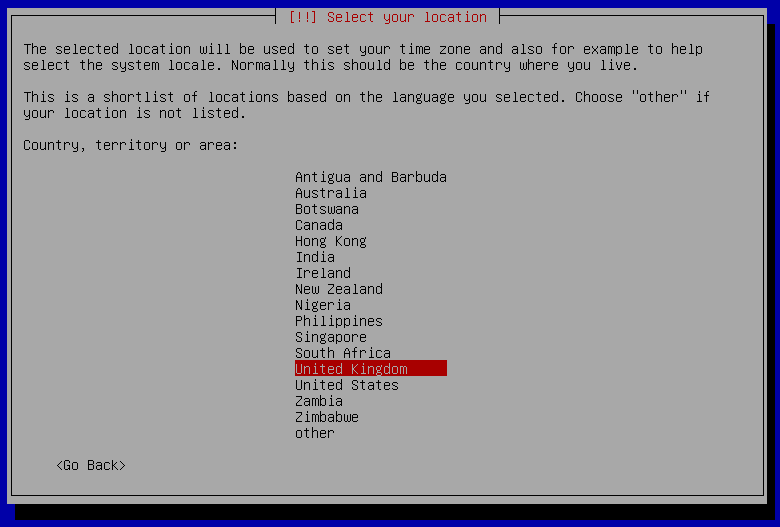 [!!] Select your location
The selected location will be used to set your time zone and also for example to help
select the system locale. Normally this should be the country where you live.
This is a shortlist of locations based on the language you selected. Choose "other" if
your location is not listed.
Country, territory or area:
Antigua and Barbuda
Australia
Botswana
Canada
Hong Kong
India
Ireland
New Zealand
Nigeria
Philippines
Singapore
South Africa
United Kingdom
United States
Zambia
Zimbabwe
other
<Go Back>